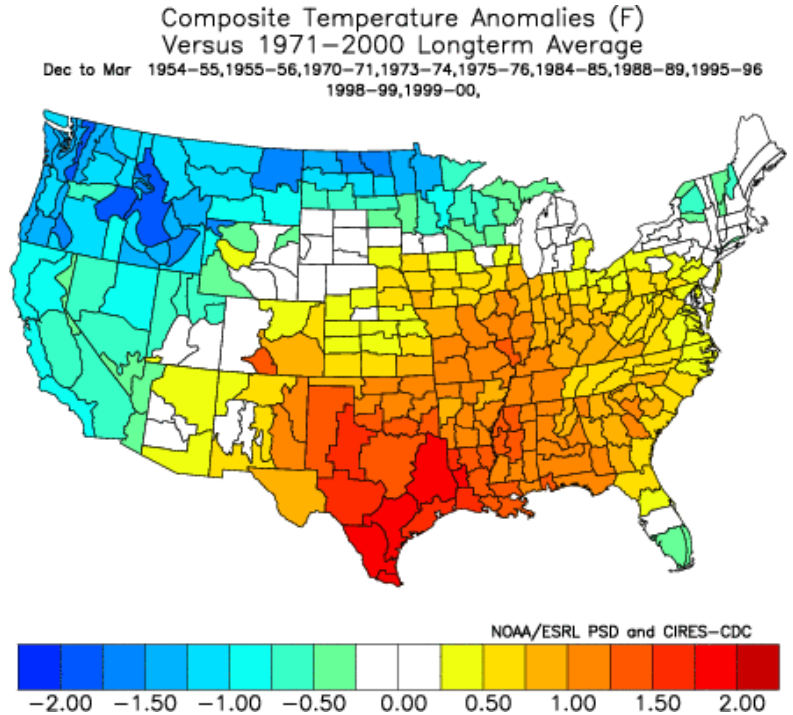 Composite Temperature Anomalies (F)
Versus 1971-2000 Longterm Average
Dec to Mar 1954-55,1955-56,1970-71,1973-74,1975-76,1984-85,1988-89,1995-96
1998-99,1999-00,
NOAA/ESRL PSD and CIRES-CDC
-2.00 -1.50 -1.00 -0.50 0.00 0.50 1.00 1.50 2.00